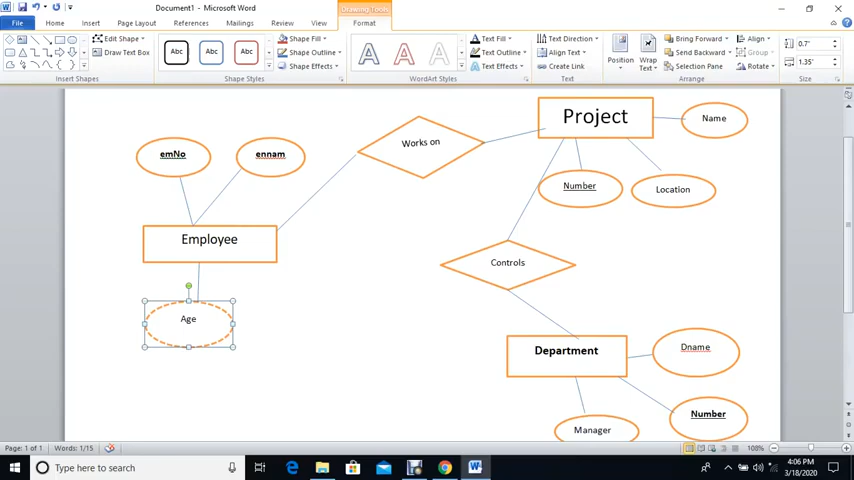 Document1 - Microsoft Word
Drawing Tools
File
Home
Insert
Page Layout
References
Mailings
Review
View
Format
Edit Shape
Draw Text Box
Insert Shapes
Abc
Abc
Abc
Shape Fill
Shape Outline
Shape Effects
Shape Styles
A
A
A
WordArt Styles
Text Fill
Text Outline
Text Effects
Text Direction
Align Text
Create Link
Text
Position
Wrap
Text
Bring Forward
Send Backward
Selection Pane
Align
Group
Rotate
Arrange
0.7"
1.35"
Size
Project
Name
Works on
emNo
ennam
Number
Location
Employee
Controls
Age
Department
Dname
Number
Manager
Page: 1 of 1
Words: 1/15
108%
Type here to search
4:06 PM
3/18/2020